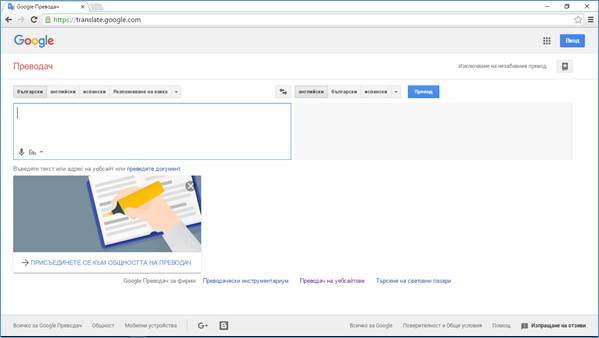 Google Преводач
https://translate.google.com
Google
Вход
Преводач
Изключване на незабавния превод
български английски испански Разпознаване на езика
английски български испански Превод
Въведете текст или адрес на уебсайт или преведете документ.
ПРИСЪЕДИНЕТЕ СЕ КЪМ ОБЩНОСТТА НА ПРЕВОДАЧ
Google Преводач за фирми: Преводачески инструментариум Преводач на уебсайтове Търсене на световни пазари
Всичко за Google Преводач Общност Мобилни устройства G+ B Всичко за Google Поверителност и Общи условия Помощ Изпращане на отзиви